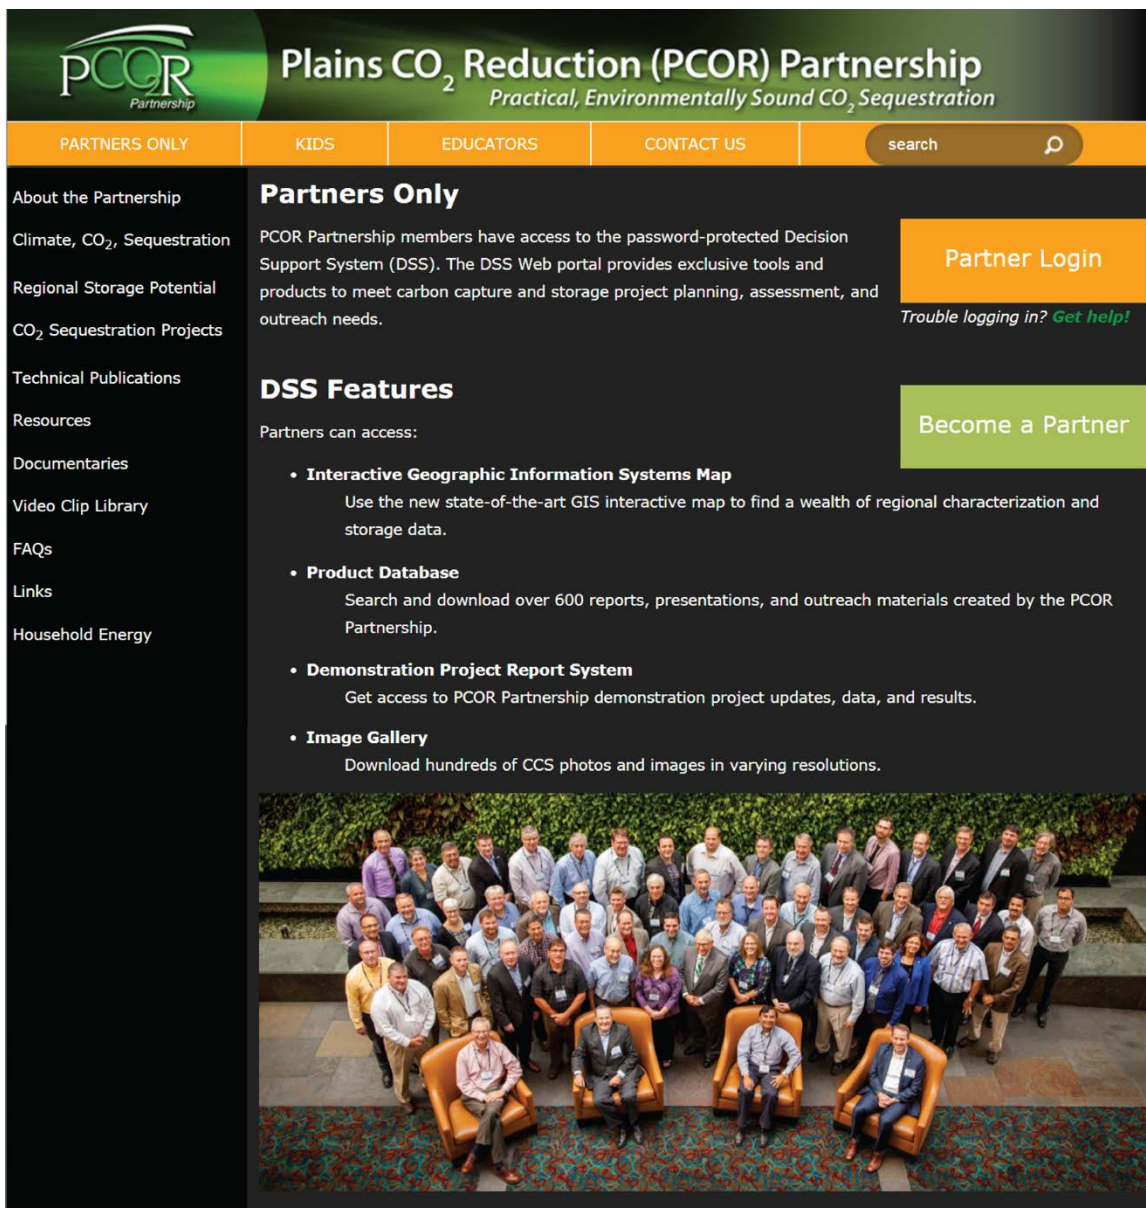 PCO2R
Partnership
Plains CO2 Reduction (PCOR) Partnership
Practical, Environmentally Sound CO2 Sequestration
PARTNERS ONLY
KIDS
EDUCATORS
CONTACT US
search
About the Partnership
Climate, CO2, Sequestration
Regional Storage Potential
CO2 Sequestration Projects
Technical Publications
Resources
Documentaries
Video Clip Library
FAQs
Links
Household Energy
Partners Only
PCOR Partnership members have access to the password-protected Decision
Support System (DSS). The DSS Web portal provides exclusive tools and
products to meet carbon capture and storage project planning, assessment, and
outreach needs.
Partner Login
Trouble logging in? Get help!
Become a Partner
DSS Features
Partners can access:
• Interactive Geographic Information Systems Map
Use the new state-of-the-art GIS interactive map to find a wealth of regional characterization and
storage data.
• Product Database
Search and download over 600 reports, presentations, and outreach materials created by the PCOR
Partnership.
• Demonstration Project Report System
Get access to PCOR Partnership demonstration project updates, data, and results.
• Image Gallery
Download hundreds of CCS photos and images in varying resolutions.